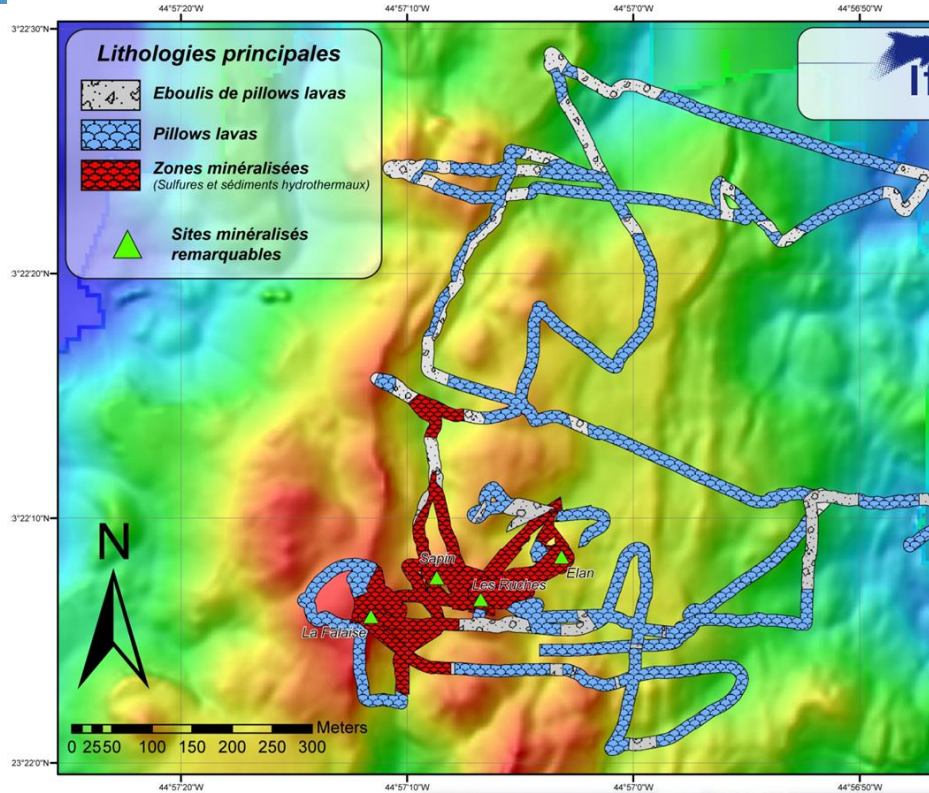 44°57'20"W 44°57'10"W 44°57'0"W 44°56'50"W
3°22'30"N
Lithologies principales
Eboulis de pillows lavas
Pillows lavas
Zones minéralisées
(Sulfures et sédiments hydrothermaux)
Sites minéralisés
remarquables
3°22'20"N
3°22'10"N
N
Sapin
Elan
Les Ruches
La Falaise
Meters
0 2550 100 150 200 250 300
23°22'0"N
44°57'20"W 44°57'10"W 44°57'0"W 44°56'50"W